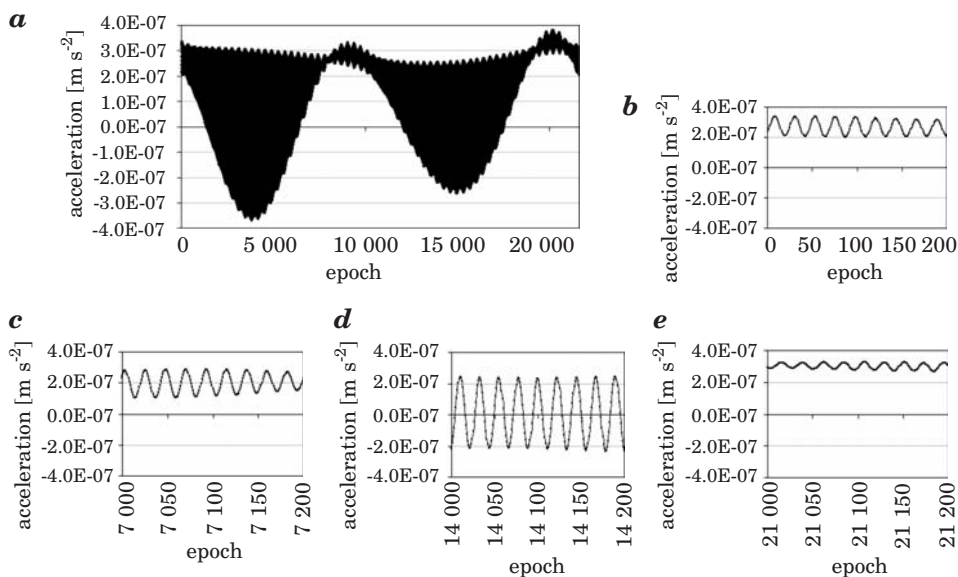 a
acceleration [m s-2]
4.0E-07
3.0E-07
2.0E-07
1.0E-07
0.0E-07
-1.0E-07
-2.0E-07
-3.0E-07
-4.0E-07
0 5 000 10 000 15 000 20 000
epoch
b
acceleration [m s-2]
4.0E-07
2.0E-07
0.0E-07
-2.0E-07
-4.0E-07
0 50 100 150 200
epoch
c
acceleration [m s-2]
4.0E-07
2.0E-07
0.0E-07
-2.0E-07
-4.0E-07
7 000 7 050 7 100 7 150 7 200
epoch
d
acceleration [m s-2]
4.0E-07
2.0E-07
0.0E-07
-2.0E-07
-4.0E-07
14 000 14 050 14 100 14 150 14 200
epoch
e
acceleration [m s-2]
4.0E-07
2.0E-07
0.0E-07
-2.0E-07
-4.0E-07
21 000 21 050 21 100 21 150 21 200
epoch